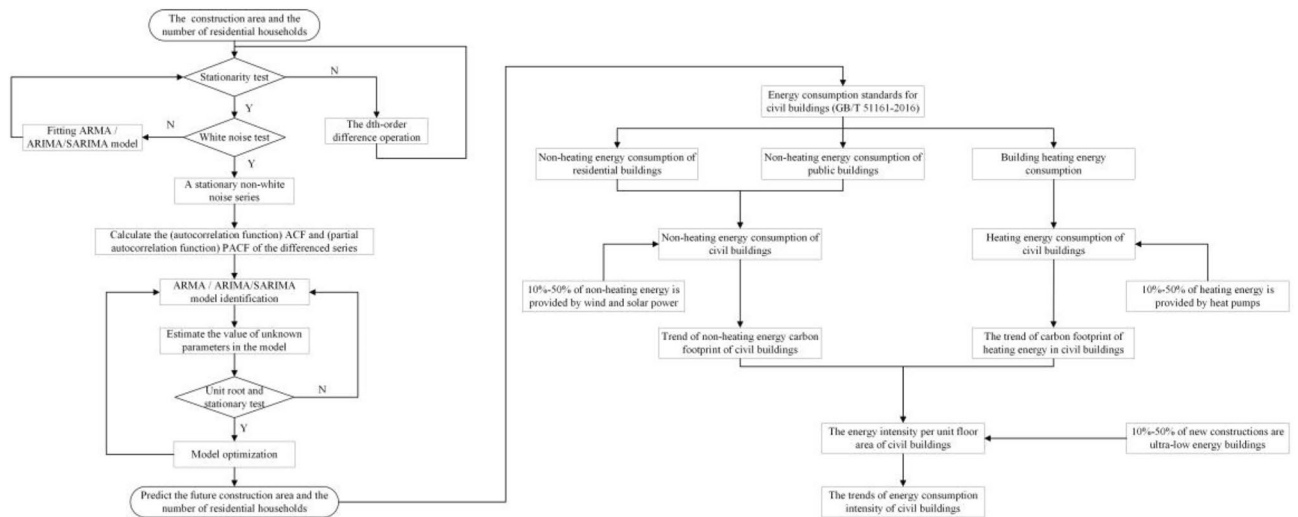 The construction area and the
number of residential households
Stationarity test
N
Y
The dth-order
difference operation
White noise test
N
Fitting ARMA /
ARIMA/SARIMA model
Y
A stationary non-white
noise series
Calculate the (autocorrelation function) ACF and (partial
autocorrelation function) PACF of the differenced series
ARMA / ARIMA/SARIMA
model identification
Estimate the value of unknown
parameters in the model
Unit root and
stationary test
N
Y
Model optimization
Predict the future construction area and the
number of residential households
Energy consumption standards for
civil buildings (GB/T 51161-2016)
Non-heating energy consumption of
residential buildings
Non-heating energy consumption of
public buildings
Building heating energy
consumption
Non-heating energy consumption of
civil buildings
Heating energy consumption of
civil buildings
10%-50% of non-heating energy is
provided by wind and solar power
10%-50% of heating energy is
provided by heat pumps
Trend of non-heating energy carbon
footprint of civil buildings
The trend of carbon footprint of
heating energy in civil buildings
The energy intensity per unit floor
area of civil buildings
10%-50% of new constructions are
ultra-low energy buildings
The trends of energy consumption
intensity of civil buildings